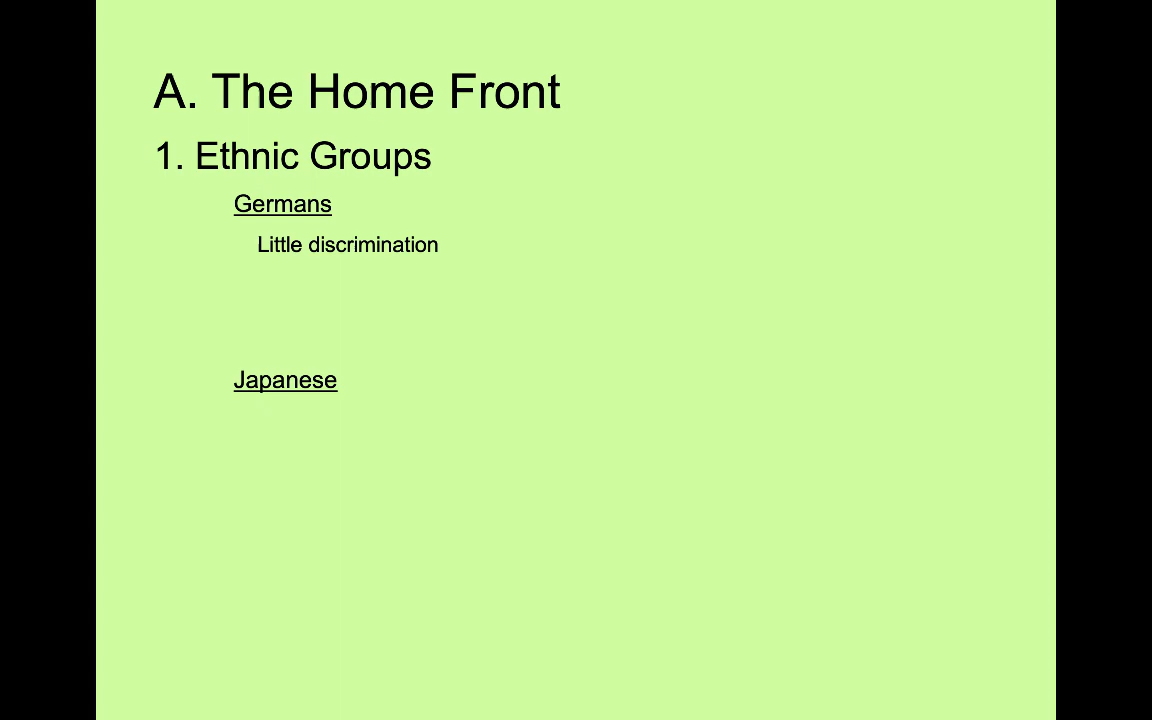 A. The Home Front
1. Ethnic Groups
Germans
Little discrimination
Japanese